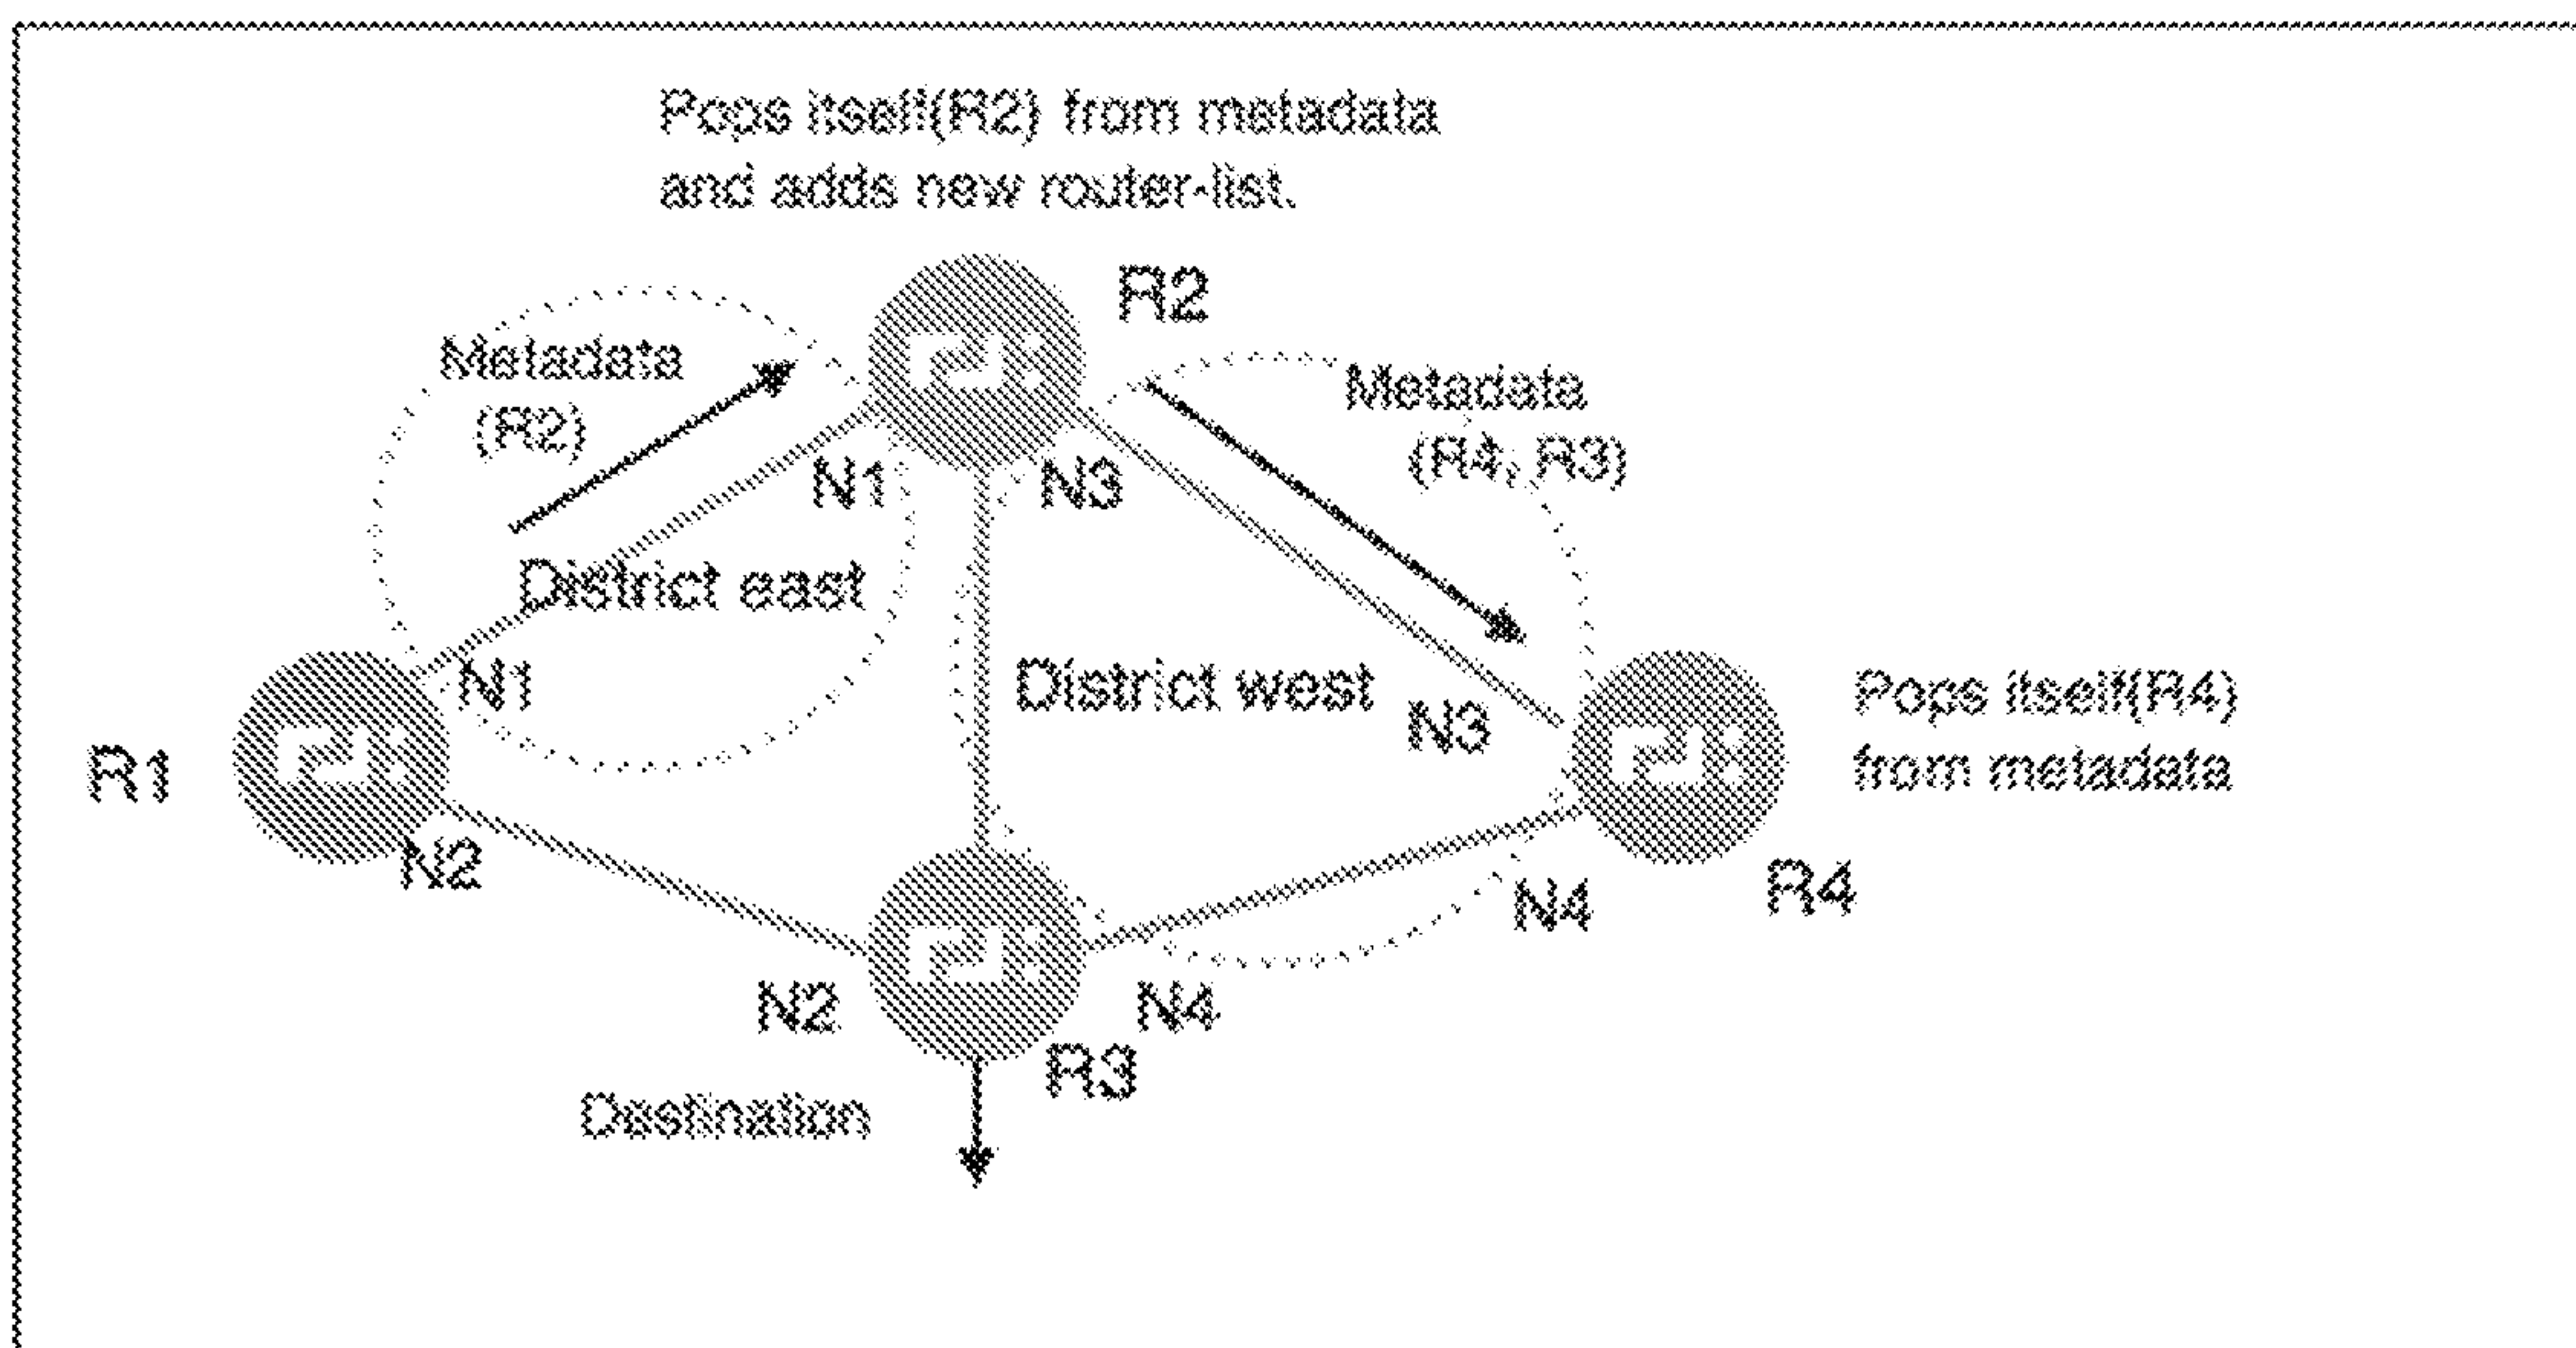 Pops itself(R2) from metadata
and adds new router-list.
R2
Metadata
(R2)
Metadata
(R4, R3)
N1
N3
District east
N1
District west
N3
Pops itself(R4)
from metadata
R1
N2
N4
R4
N2
N4
R3
Destination